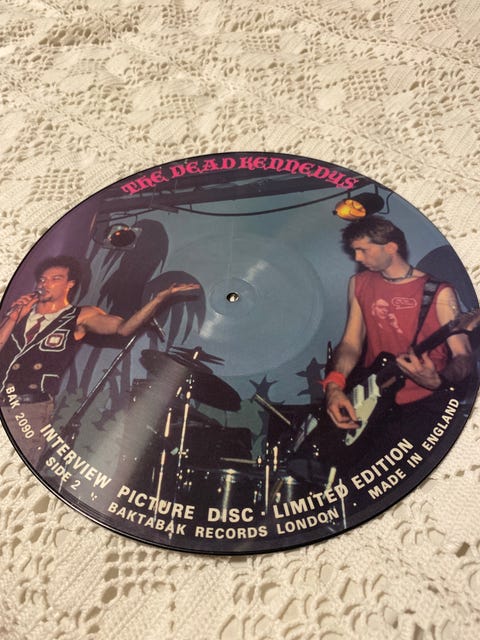 THE DEAD KENNEDYS
BAK 2090
INTERVIEW PICTURE DISC · LIMITED EDITION
SIDE 2
BAKTABAK RECORDS LONDON
MADE IN ENGLAND